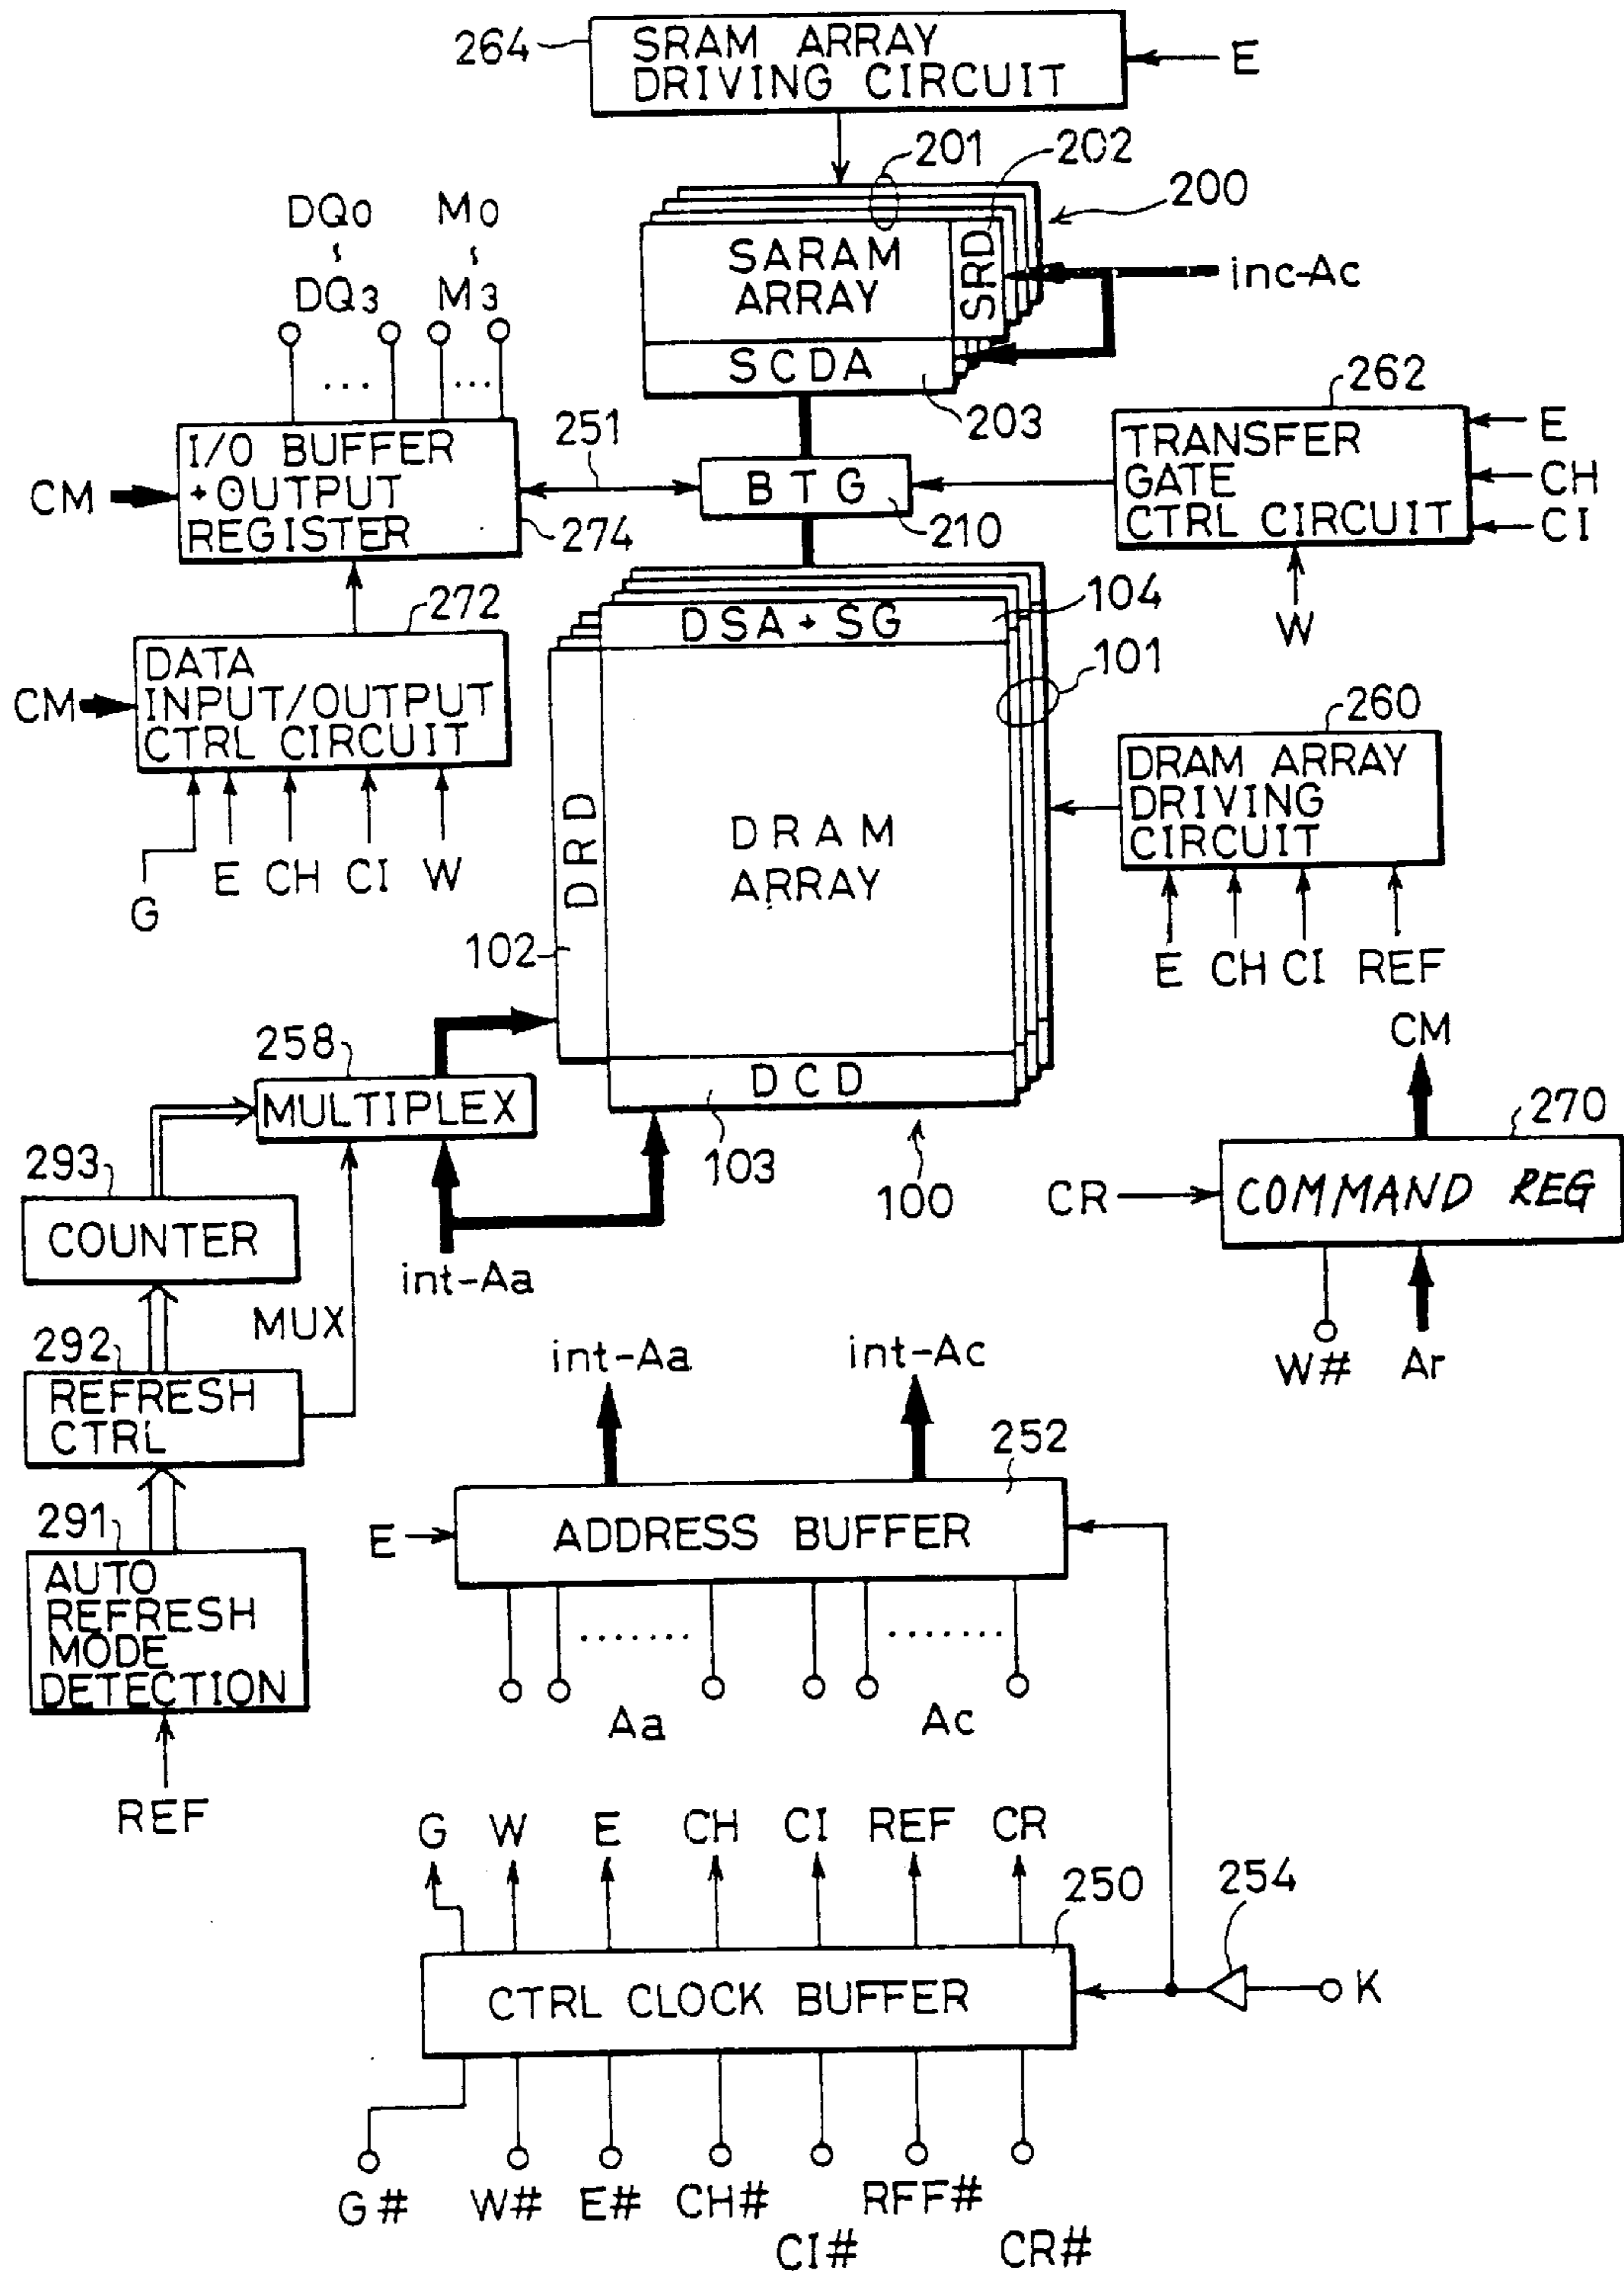 264
SRAM ARRAY
DRIVING CIRCUIT
E
201
202
200
DQ0
~
DQ3
M0
~
M3
SARAM
ARRAY
SRD
inc-Ac
SCDA
203
...
...
262
I/O BUFFER
+OUTPUT
REGISTER
CM
251
274
BTG
210
TRANSFER
GATE
CTRL CIRCUIT
E
CH
CI
W
272
DATA
INPUT/OUTPUT
CTRL CIRCUIT
CM
G
E
CH
CI
W
DSA + SG
104
101
DRD
102
DRAM
ARRAY
260
DRAM ARRAY
DRIVING
CIRCUIT
E
CH
CI
REF
258
MULTIPLEX
DCD
103
100
CM
270
CR
COMMAND REG
W#
Ar
293
COUNTER
int-Aa
MUX
292
REFRESH
CTRL
int-Aa
int-Ac
252
E
ADDRESS BUFFER
291
AUTO
REFRESH
MODE
DETECTION
.......
.......
Aa
Ac
REF
G
W
E
CH
CI
REF
CR
250
254
CTRL CLOCK BUFFER
K
G#
W#
E#
CH#
CI#
RFF#
CR#